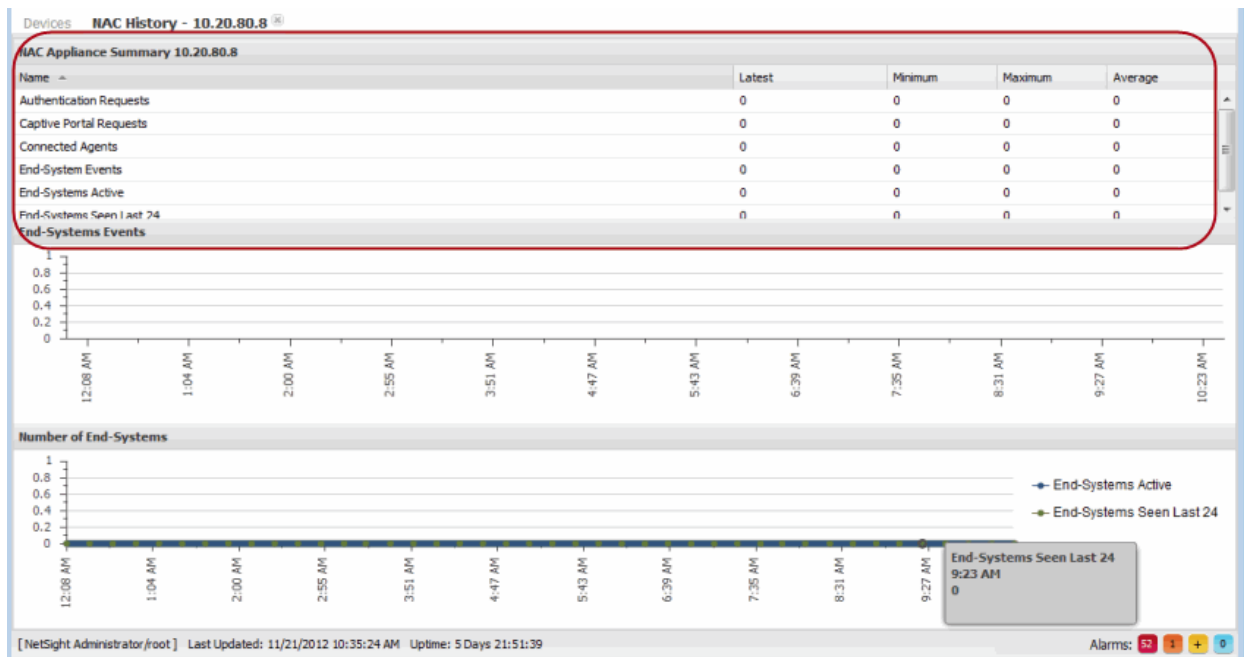 Devices NAC History - 10.20.80.8
NAC Appliance Summary 10.20.80.8
Name Latest Minimum Maximum Average
Authentication Requests 0 0 0 0
Captive Portal Requests 0 0 0 0
Connected Agents 0 0 0 0
End-System Events 0 0 0 0
End-Systems Active 0 0 0 0
End-Systems Seen Last 24 0 0 0 0
End-Systems Events
1
0.8
0.6
0.4
0.2
0
12:08 AM 1:04 AM 2:00 AM 2:55 AM 3:51 AM 4:47 AM 5:43 AM 6:39 AM 7:35 AM 8:31 AM 9:27 AM 10:23 AM
Number of End-Systems
1
0.8
0.6
0.4
0.2
0
End-Systems Active
End-Systems Seen Last 24
12:08 AM 1:04 AM 2:00 AM 2:55 AM 3:51 AM 4:47 AM 5:43 AM 6:39 AM 7:35 AM 8:31 AM 9:27 AM
End-Systems Seen Last 24
9:23 AM
0
[ NetSight Administrator/root ] Last Updated: 11/21/2012 10:35:24 AM Uptime: 5 Days 21:51:39 Alarms: 52 1 + 0